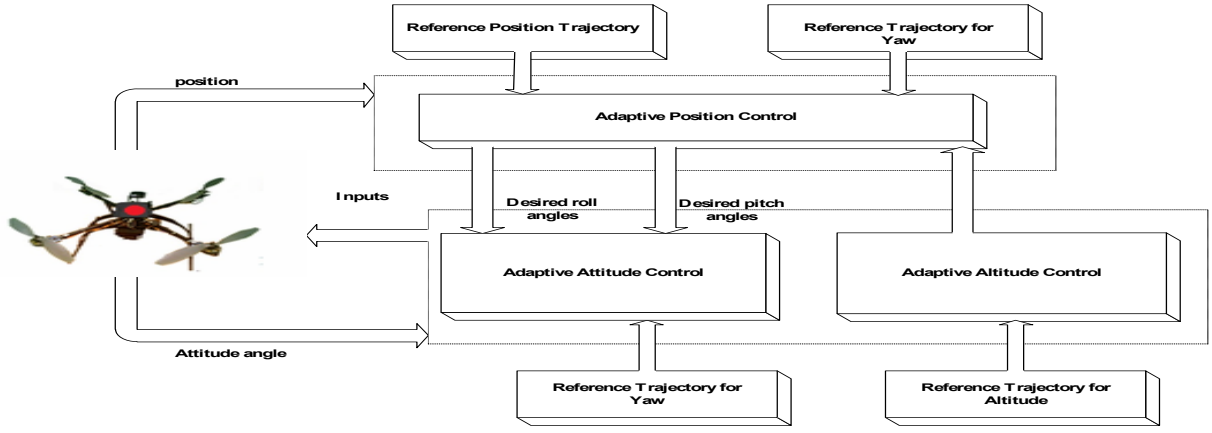 Reference Position Trajectory
Reference Trajectory for
Yaw
position
Adaptive Position Control
Inputs
Desired roll
angles
Desired pitch
angles
Adaptive Attitude Control
Adaptive Altitude Control
Attitude angle
Reference Trajectory for
Yaw
Reference Trajectory for
Altitude